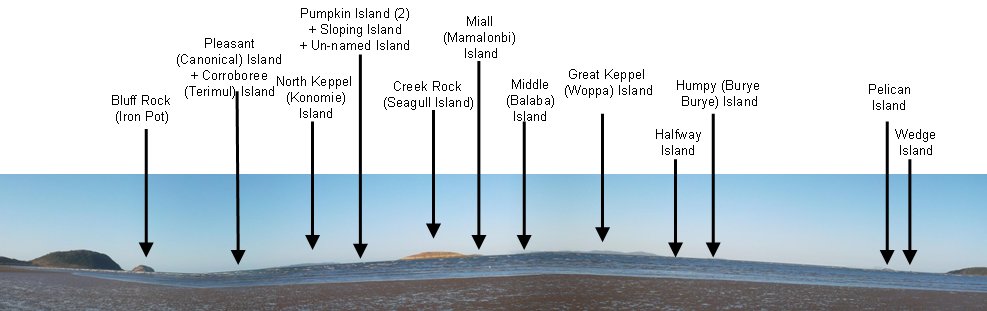 Bluff Rock
(Iron Pot)
Pleasant
(Canonical) Island
+ Corroboree
(Terimul) Island
North Keppel
(Konomie)
Island
Pumpkin Island (2)
+ Sloping Island
+ Un-named Island
Creek Rock
(Seagull Island)
Miall
(Mamalonbi)
Island
Middle
(Balaba)
Island
Great Keppel
(Woppa) Island
Halfway
Island
Humpy (Burye
Burye) Island
Pelican
Island
Wedge
Island